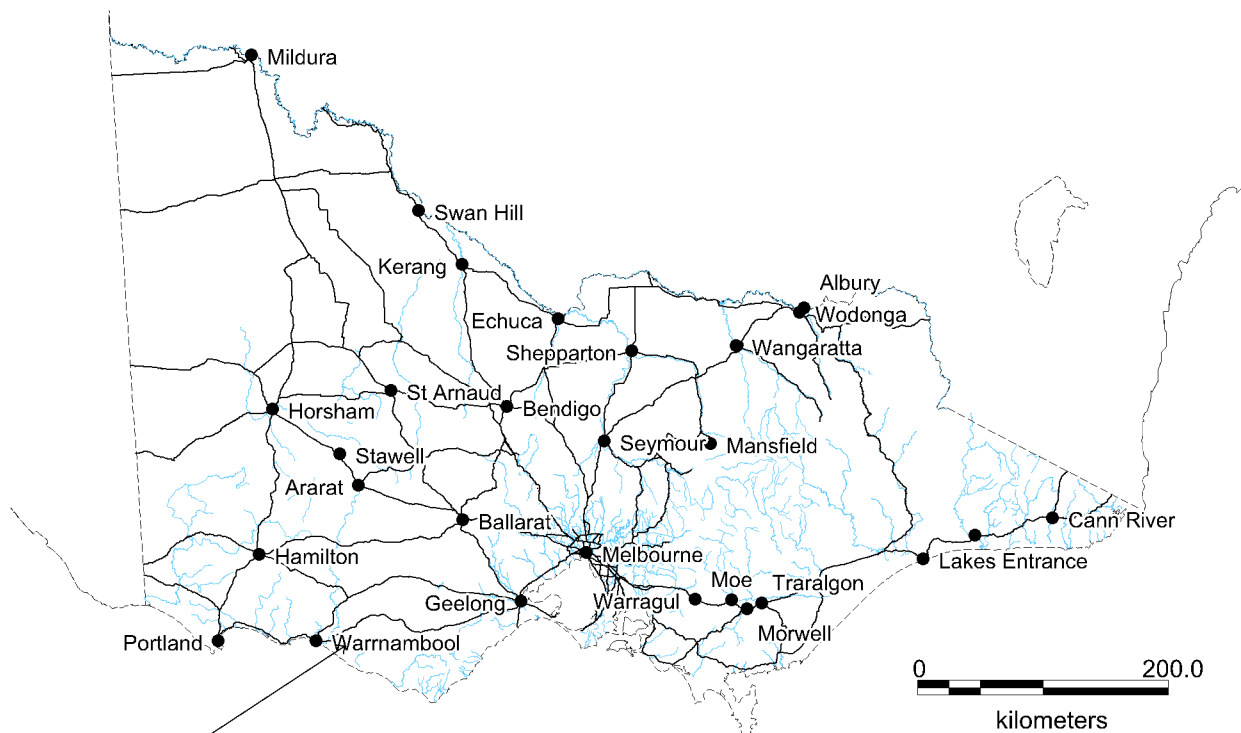 Mildura
Swan Hill
Kerang
Albury
Wodonga
Echuca
Shepparton
Wangaratta
St Arnaud
Horsham
Bendigo
Seymour
Mansfield
Stawell
Ararat
Ballarat
Cann River
Hamilton
Melbourne
Lakes Entrance
Moe
Traralgon
Geelong
Warragul
Morwell
Portland
Warrnambool
0 200.0
kilometers